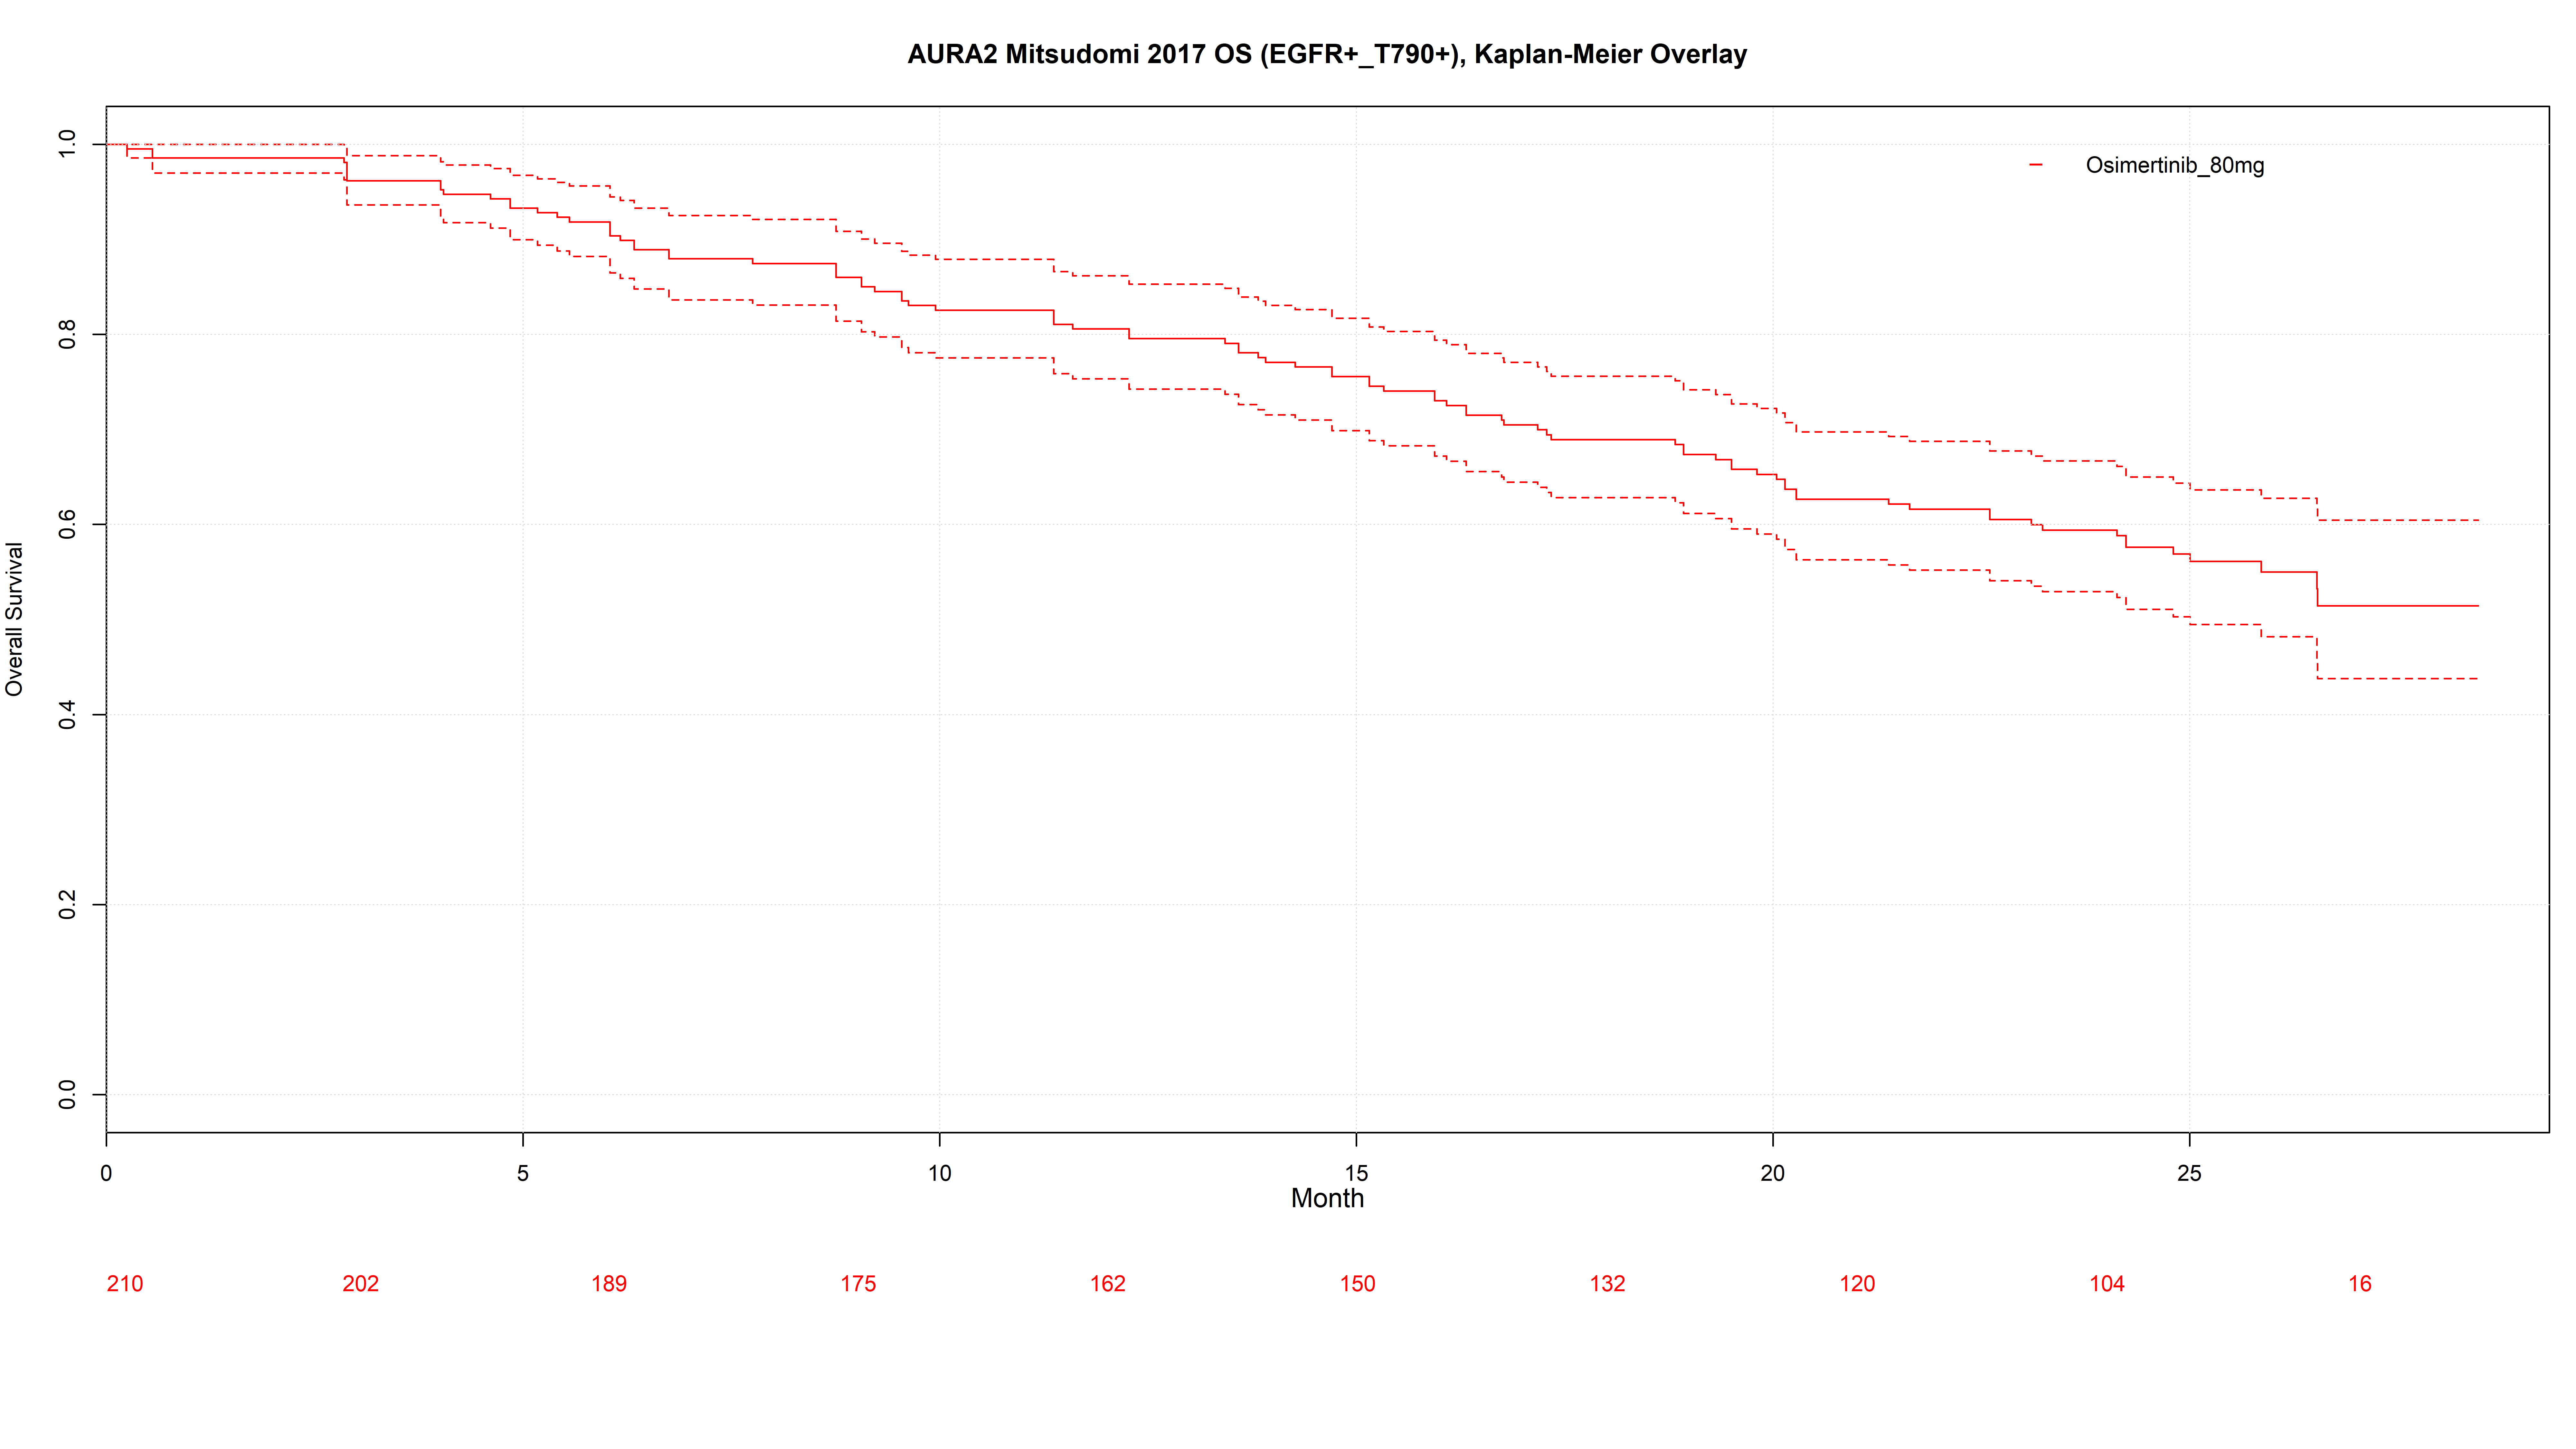 AURA2 Mitsudomi 2017 OS (EGFR+_T790+), Kaplan-Meier Overlay
Osimertinib_80mg
Overall Survival
1.0
0.8
0.6
0.4
0.2
0.0
0 5 10 15 20 25
Month
210 202 189 175 162 150 132 120 104 16